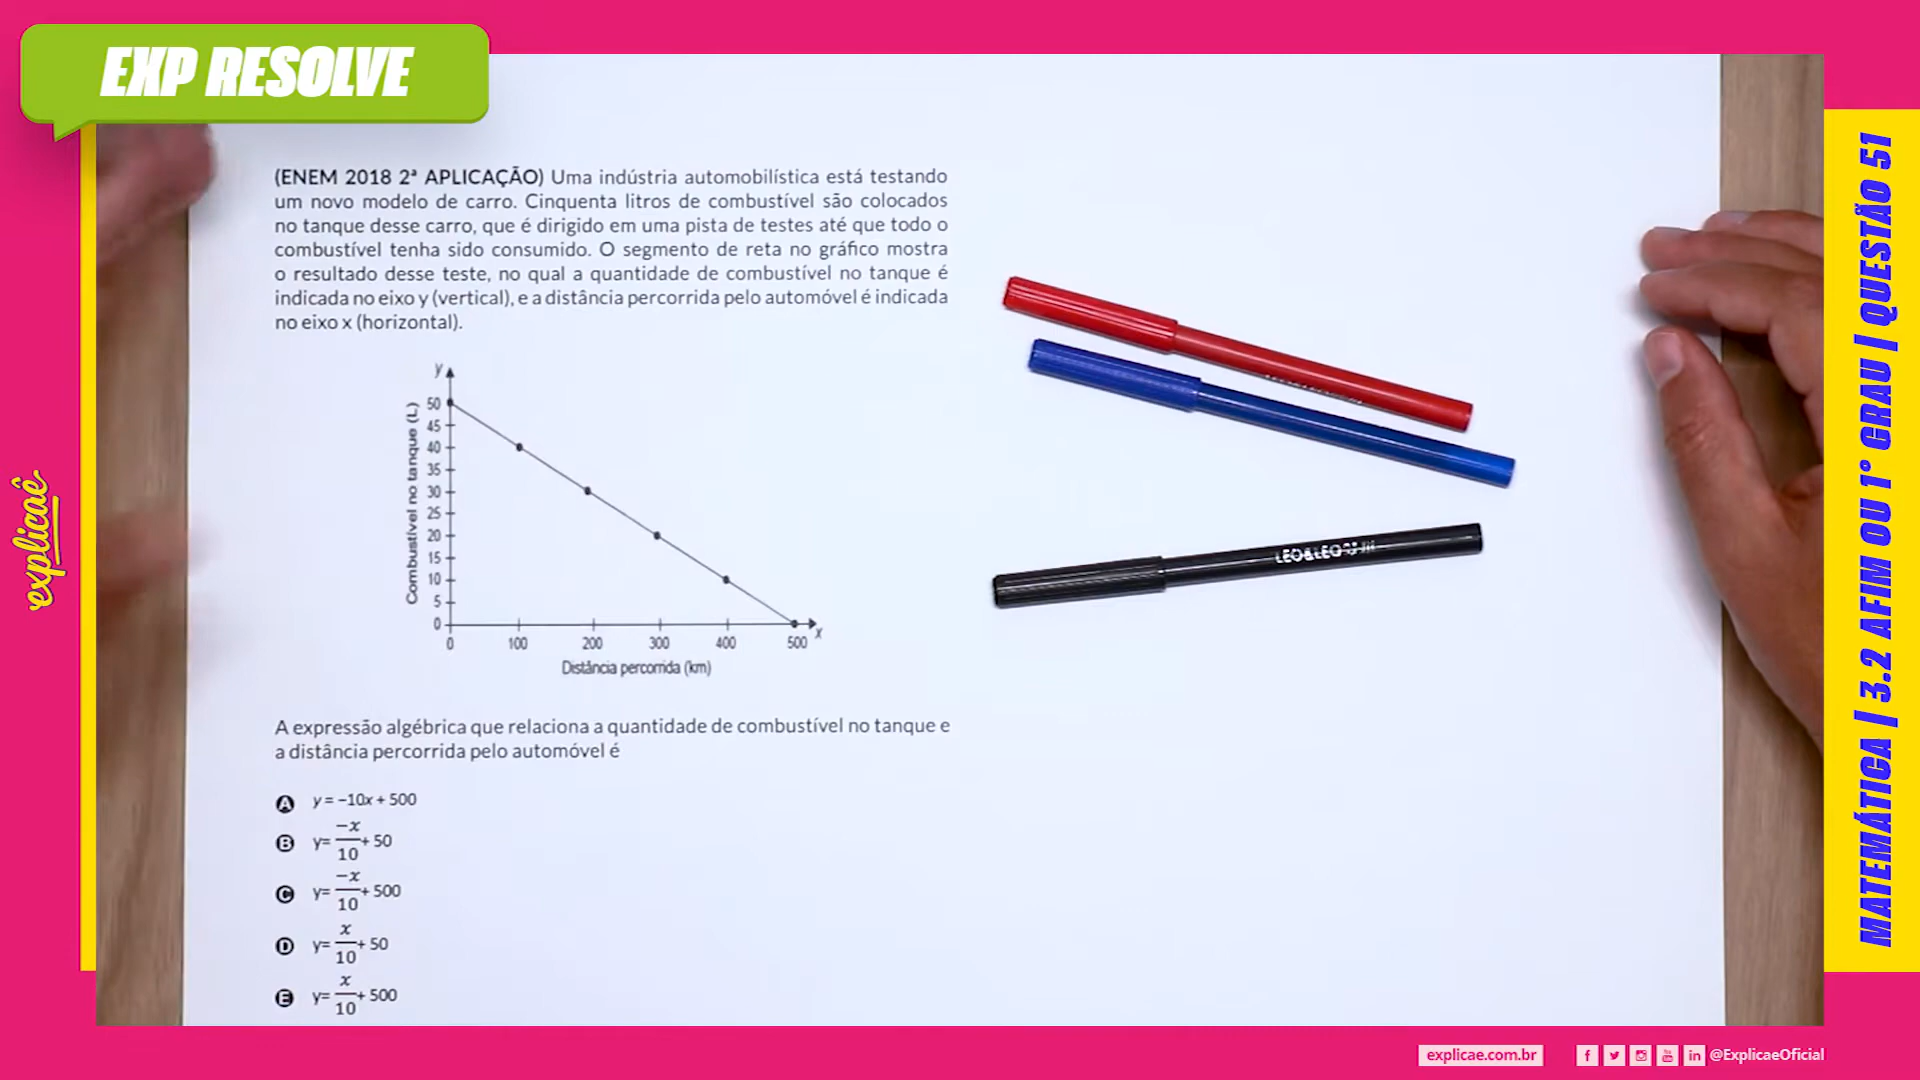 EXP RESOLVE
(ENEM 2018 2ª APLICAÇÃO) Uma indústria automobilística está testando
um novo modelo de carro. Cinquenta litros de combustível são colocados
no tanque desse carro, que é dirigido em uma pista de testes até que todo o
combustível tenha sido consumido. O segmento de reta no gráfico mostra
o resultado desse teste, no qual a quantidade de combustível no tanque é
indicada no eixo y (vertical), e a distância percorrida pelo automóvel é indicada
no eixo x (horizontal).
y
Combustível no tanque (L)
50
45
40
35
30
25
20
15
10
5
0
x
0 100 200 300 400 500
Distância percorrida (km)
A expressão algébrica que relaciona a quantidade de combustível no tanque e
a distância percorrida pelo automóvel é
A y = −10x + 500
B y= −x/10 + 50
C y= −x/10 + 500
D y= x/10 + 50
E y= x/10 + 500
LEO&LEO
explicaê
MATEMÁTICA | 3.2 AFIM OU 1° GRAU | QUESTÃO 51
explicae.com.br
@ExplicaeOficial